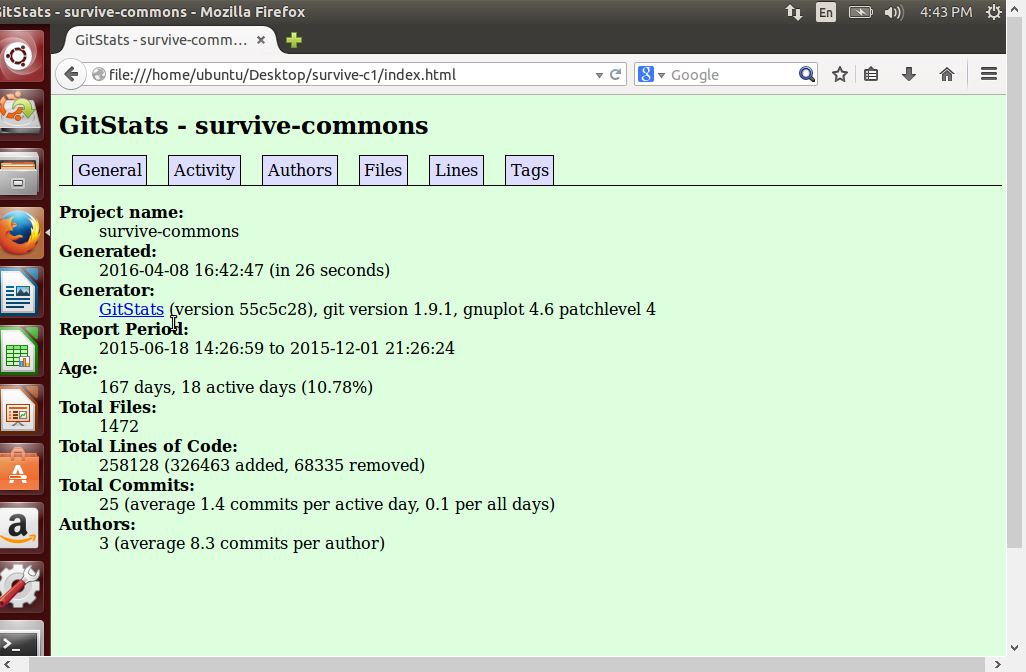 itStats - survive-commons - Mozilla Firefox
En
4:43 PM
GitStats - survive-comm...
file:///home/ubuntu/Desktop/survive-c1/index.html
8
Google
GitStats - survive-commons
General
Activity
Authors
Files
Lines
Tags
Project name:
survive-commons
Generated:
2016-04-08 16:42:47 (in 26 seconds)
Generator:
GitStats (version 55c5c28), git version 1.9.1, gnuplot 4.6 patchlevel 4
Report Period:
2015-06-18 14:26:59 to 2015-12-01 21:26:24
Age:
167 days, 18 active days (10.78%)
Total Files:
1472
Total Lines of Code:
258128 (326463 added, 68335 removed)
Total Commits:
25 (average 1.4 commits per active day, 0.1 per all days)
Authors:
3 (average 8.3 commits per author)
A
a
>_